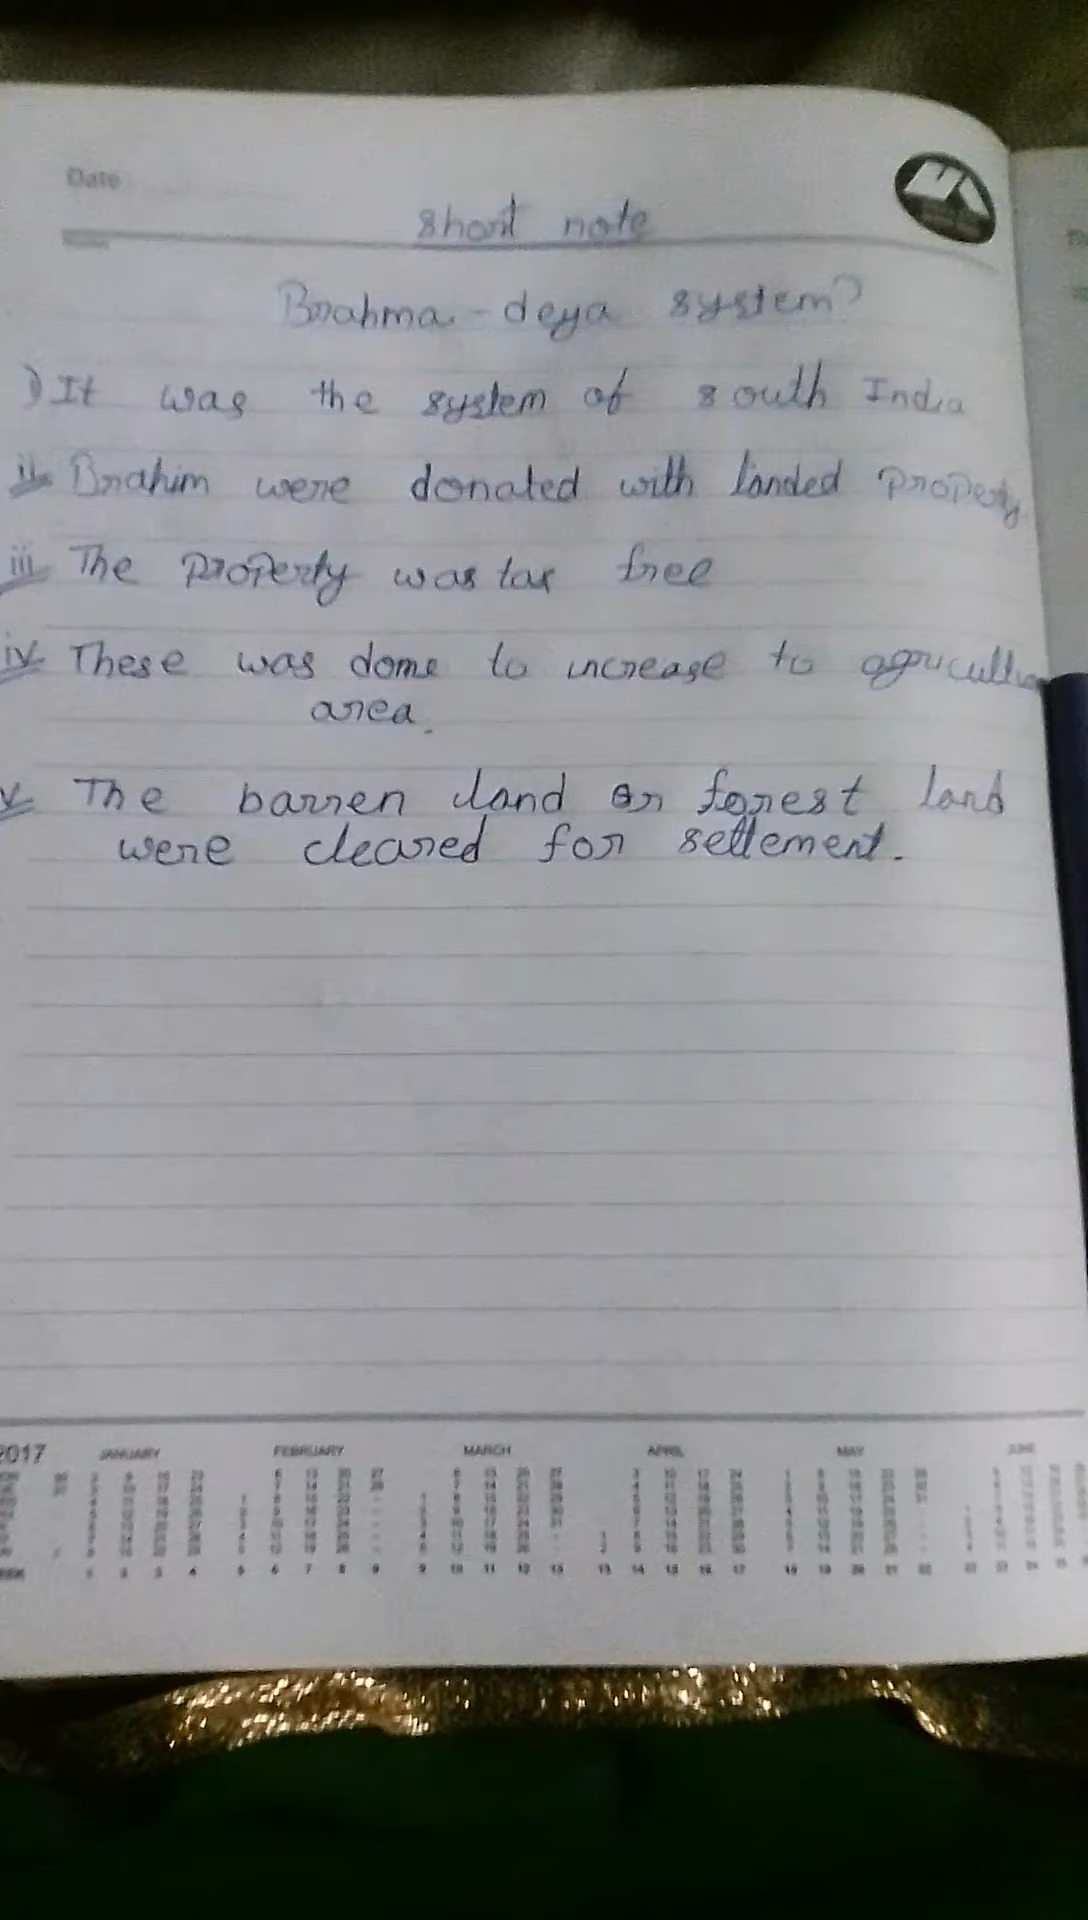 Date
short note
Brahma-deya system?
i) It was the system of south India
ii Brahim were donated with landed property
iii The property was tax free
iv These was dome to increase to agricultur
area.
v The barren land or forest land
were cleared for settlement.
2017 JANUARY FEBRUARY MARCH APRIL MAY JUNE